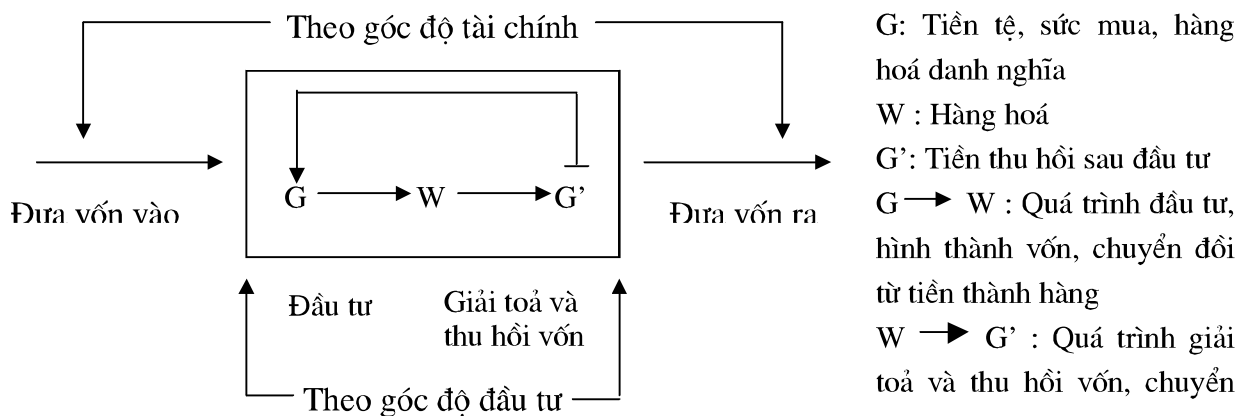 Theo góc độ tài chính
G
W
G’
Đưa vốn vào
Đưa vốn ra
Đầu tư
Giải toả và
thu hồi vốn
Theo góc độ đầu tư
G: Tiền tệ, sức mua, hàng
hoá danh nghĩa
W : Hàng hoá
G’: Tiền thu hồi sau đầu tư
G → W : Quá trình đầu tư,
hình thành vốn, chuyển đổi
từ tiền thành hàng
W → G’ : Quá trình giải
toả và thu hồi vốn, chuyển